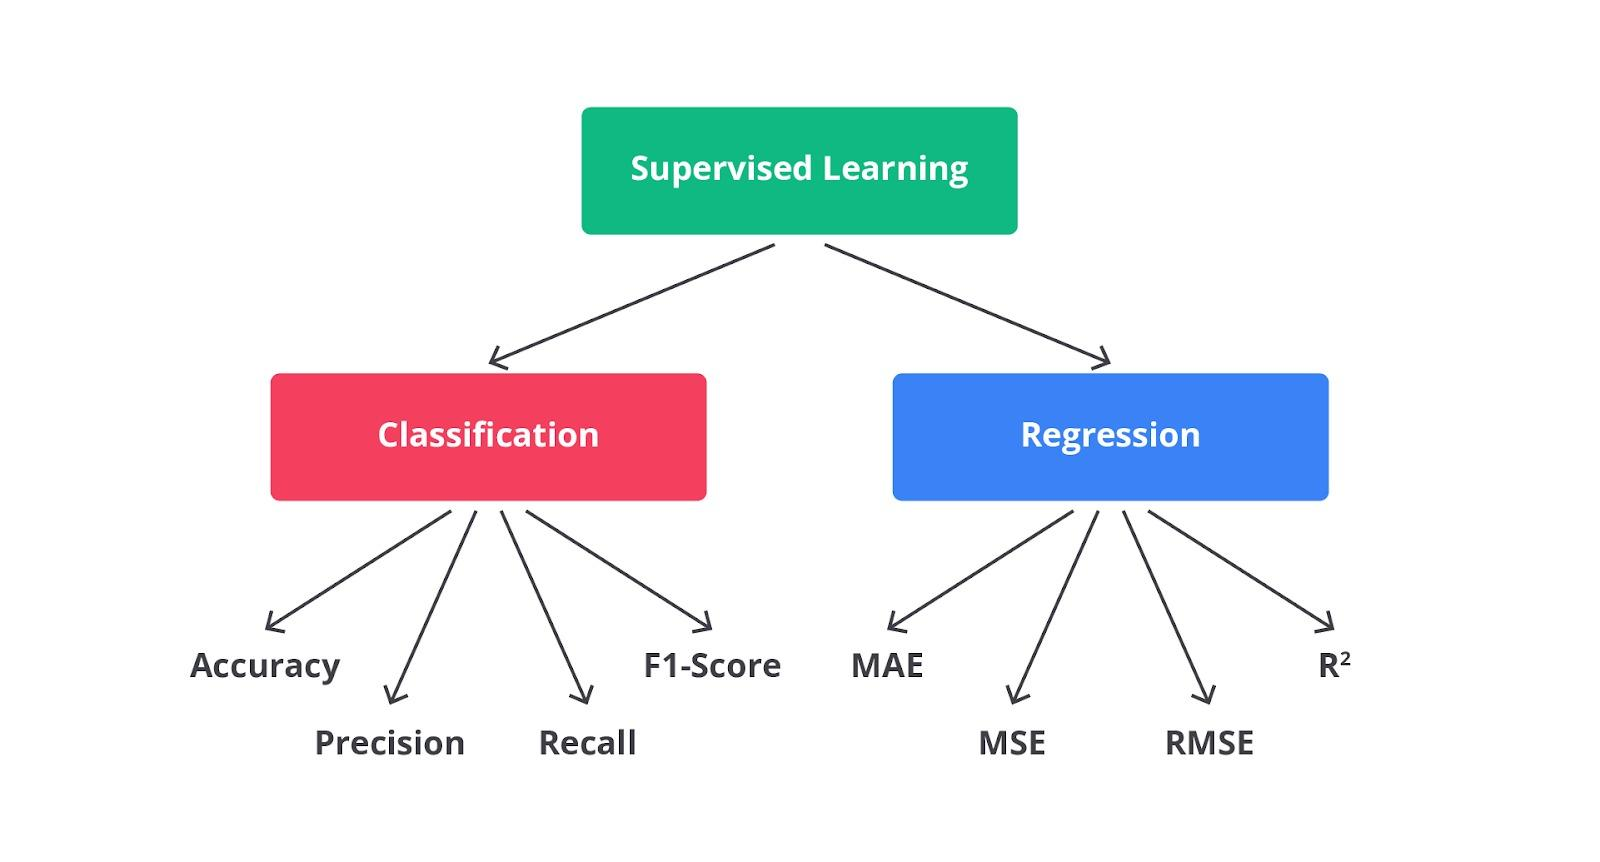 Supervised Learning
Classification
Regression
Accuracy
F1-Score
MAE
R²
Precision
Recall
MSE
RMSE